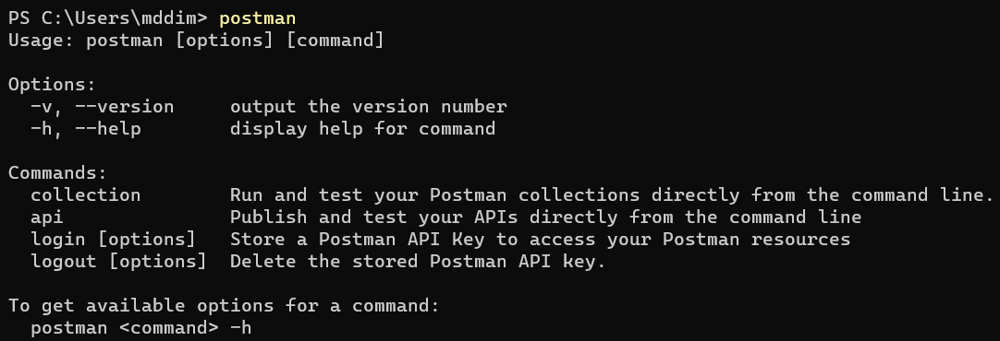 PS C:\Users\mddim> postman
Usage: postman [options] [command]

Options:
  -v, --version     output the version number
  -h, --help        display help for command

Commands:
  collection        Run and test your Postman collections directly from the command line.
  api               Publish and test your APIs directly from the command line
  login [options]   Store a Postman API Key to access your Postman resources
  logout [options]  Delete the stored Postman API key.

To get available options for a command:
  postman <command> -h